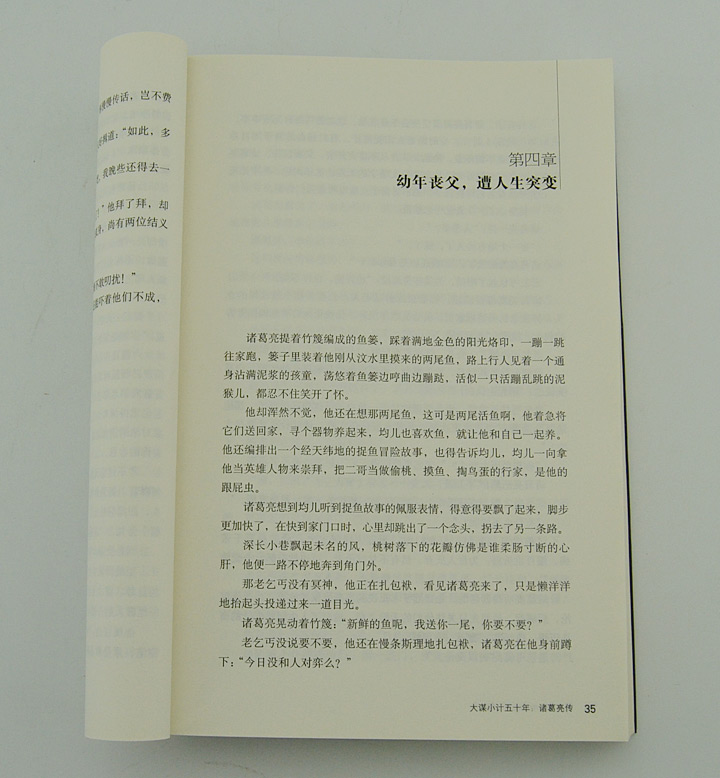 慢传话，岂不费
道：“如此，多
我晚些还得去一
”他拜了拜，却
尚有两位结义
不敢叨扰！”
吓着他们不成，
第四章
幼年丧父，遭人生突变
诸葛亮提着竹篾编成的鱼篓，踩着满地金色的阳光烙印，一蹦一跳
往家跑，篓子里装着他刚从汶水里摸来的两尾鱼，路上行人见着一个通
身沾满泥浆的孩童，荡悠着鱼篓边哼曲边蹦跶，活似一只活蹦乱跳的泥
猴儿，都忍不住笑开了怀。
他却浑然不觉，他还在想那两尾鱼，这可是两尾活鱼啊，他着急将
它们送回家，寻个器物养起来，均儿也喜欢鱼，就让他和自己一起养。
他还编排出一个经天纬地的捉鱼冒险故事，也得告诉均儿，均儿一向拿
他当英雄人物来崇拜，把二哥当做偷桃、摸鱼、掏鸟蛋的行家，是他的
跟屁虫。
诸葛亮想到均儿听到捉鱼故事的佩服表情，得意得要飘了起来，脚步
更加快了，在快到家门口时，心里却跳出了一个念头，拐去了另一条路。
深长小巷飘起未名的风，桃树落下的花瓣仿佛是谁柔肠寸断的心
肝，他便一路不停地奔到角门外。
那老乞丐没有冥神，他正在扎包袱，看见诸葛亮来了，只是懒洋洋
地抬起头投递过来一道目光。
诸葛亮晃动着竹篾：“新鲜的鱼呢，我送你一尾，你要不要？”
老乞丐没说要不要，他还在慢条斯理地扎包袱，诸葛亮在他身前蹲
下：“今日没和人对弈么？”
大谋小计五十年：诸葛亮传 35